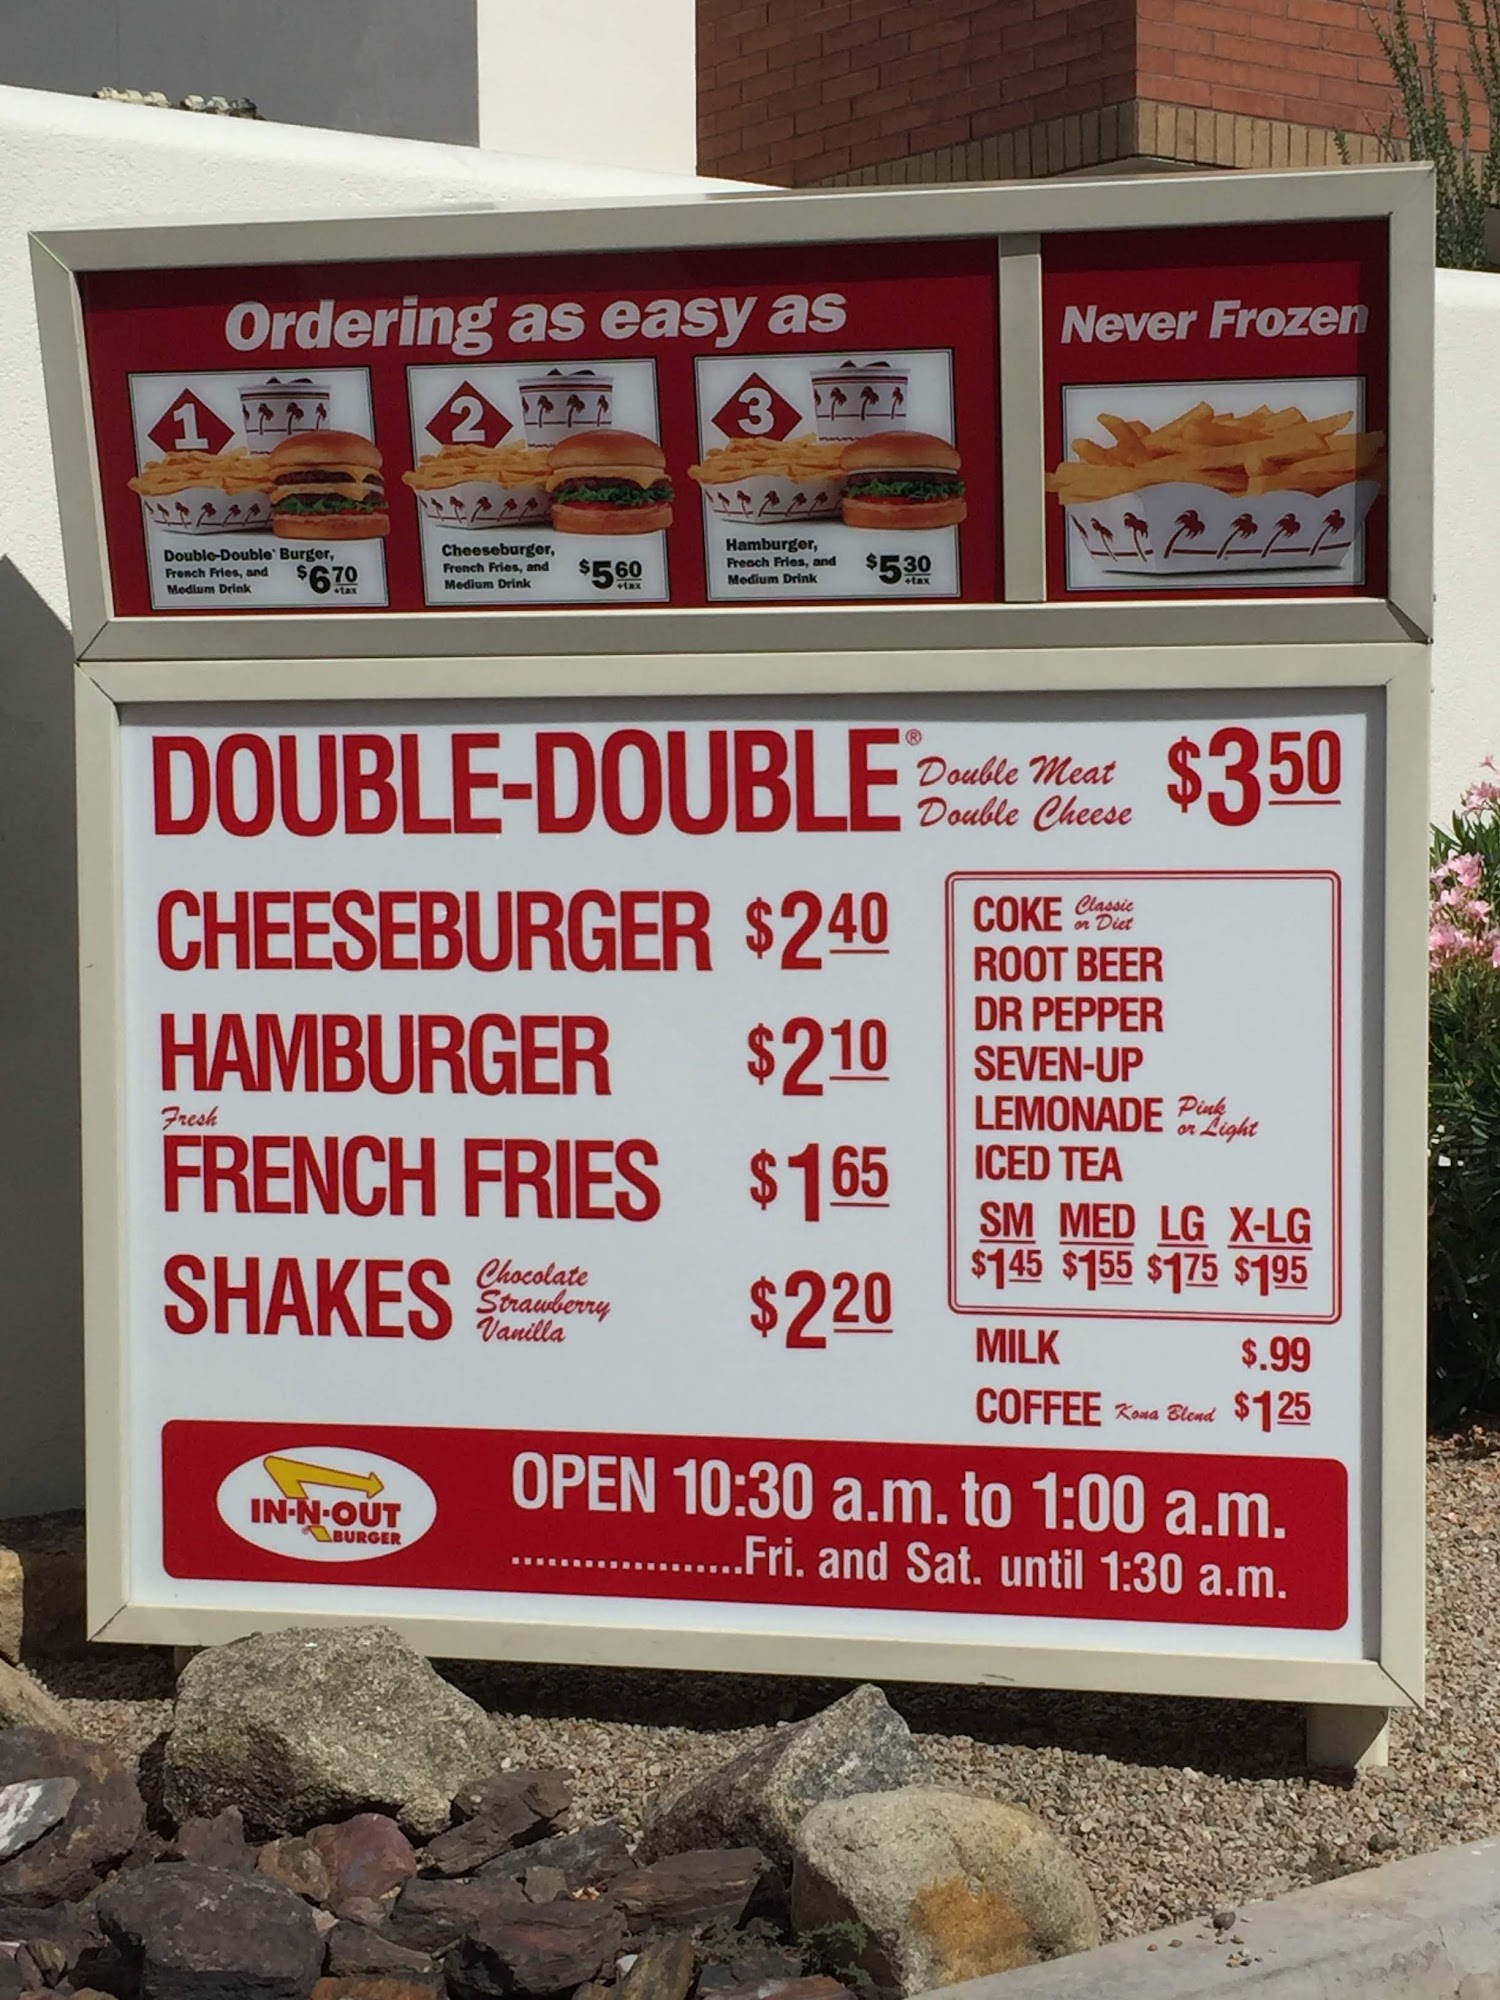 Ordering as easy as
1
Double-Double® Burger,
French Fries, and
Medium Drink
$6.70
+tax
2
Cheeseburger,
French Fries, and
Medium Drink
$5.60
+tax
3
Hamburger,
French Fries, and
Medium Drink
$5.30
+tax
Never Frozen
DOUBLE-DOUBLE® Double Meat Double Cheese $3.50
CHEESEBURGER $2.40
HAMBURGER $2.10
Fresh
FRENCH FRIES $1.65
SHAKES Chocolate Strawberry Vanilla $2.20
COKE Classic or Diet
ROOT BEER
DR PEPPER
SEVEN-UP
LEMONADE Pink or Light
ICED TEA
SM MED LG X-LG
$1.45 $1.55 $1.75 $1.95
MILK $.99
COFFEE Kona Blend $1.25
IN-N-OUT
BURGER
OPEN 10:30 a.m. to 1:00 a.m.
...................Fri. and Sat. until 1:30 a.m.